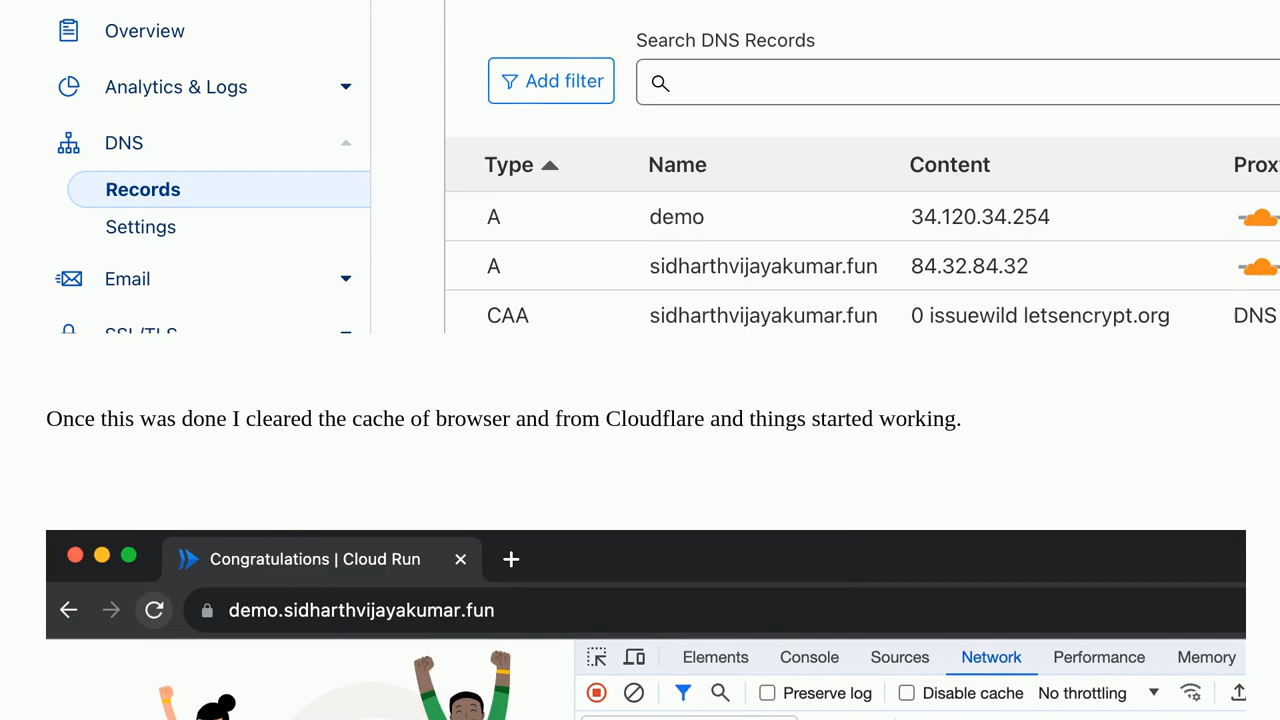 Overview
Analytics & Logs
DNS
Records
Settings
Email
SSL/TLS
Search DNS Records
Add filter
Type Name Content
A demo 34.120.34.254
A sidharthvijayakumar.fun 84.32.84.32
CAA sidharthvijayakumar.fun 0 issuewild letsencrypt.org DNS
Once this was done I cleared the cache of browser and from Cloudflare and things started working.
Congratulations | Cloud Run
demo.sidharthvijayakumar.fun
Elements Console Sources Network Performance Memory
Preserve log Disable cache No throttling